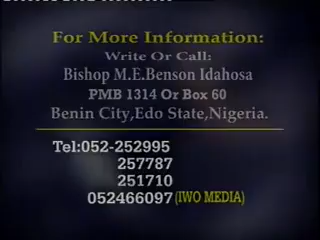 For More Information:
Write Or Call:
Bishop M.E.Benson Idahosa
PMB 1314 Or Box 60
Benin City,Edo State,Nigeria.
Tel:052-252995
257787
251710
052466097(IWO MEDIA)